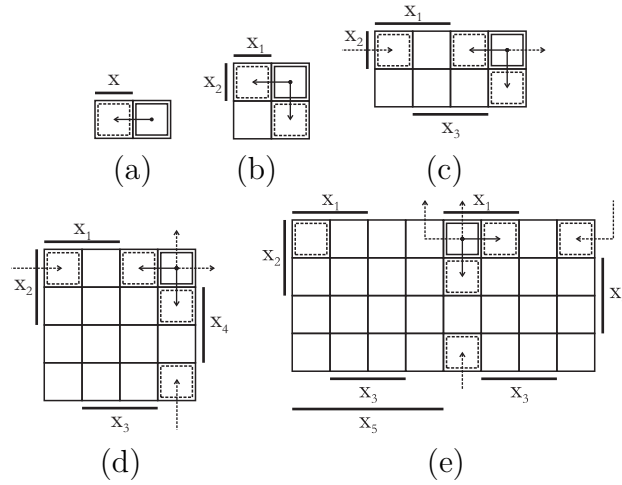 x
(a)
x₁
x₂
(b)
x₁
x₂
x₃
(c)
x₁
x₂
x₄
x₃
(d)
x₁ x₁
x₂
x
x₃ x₃
x₅
(e)